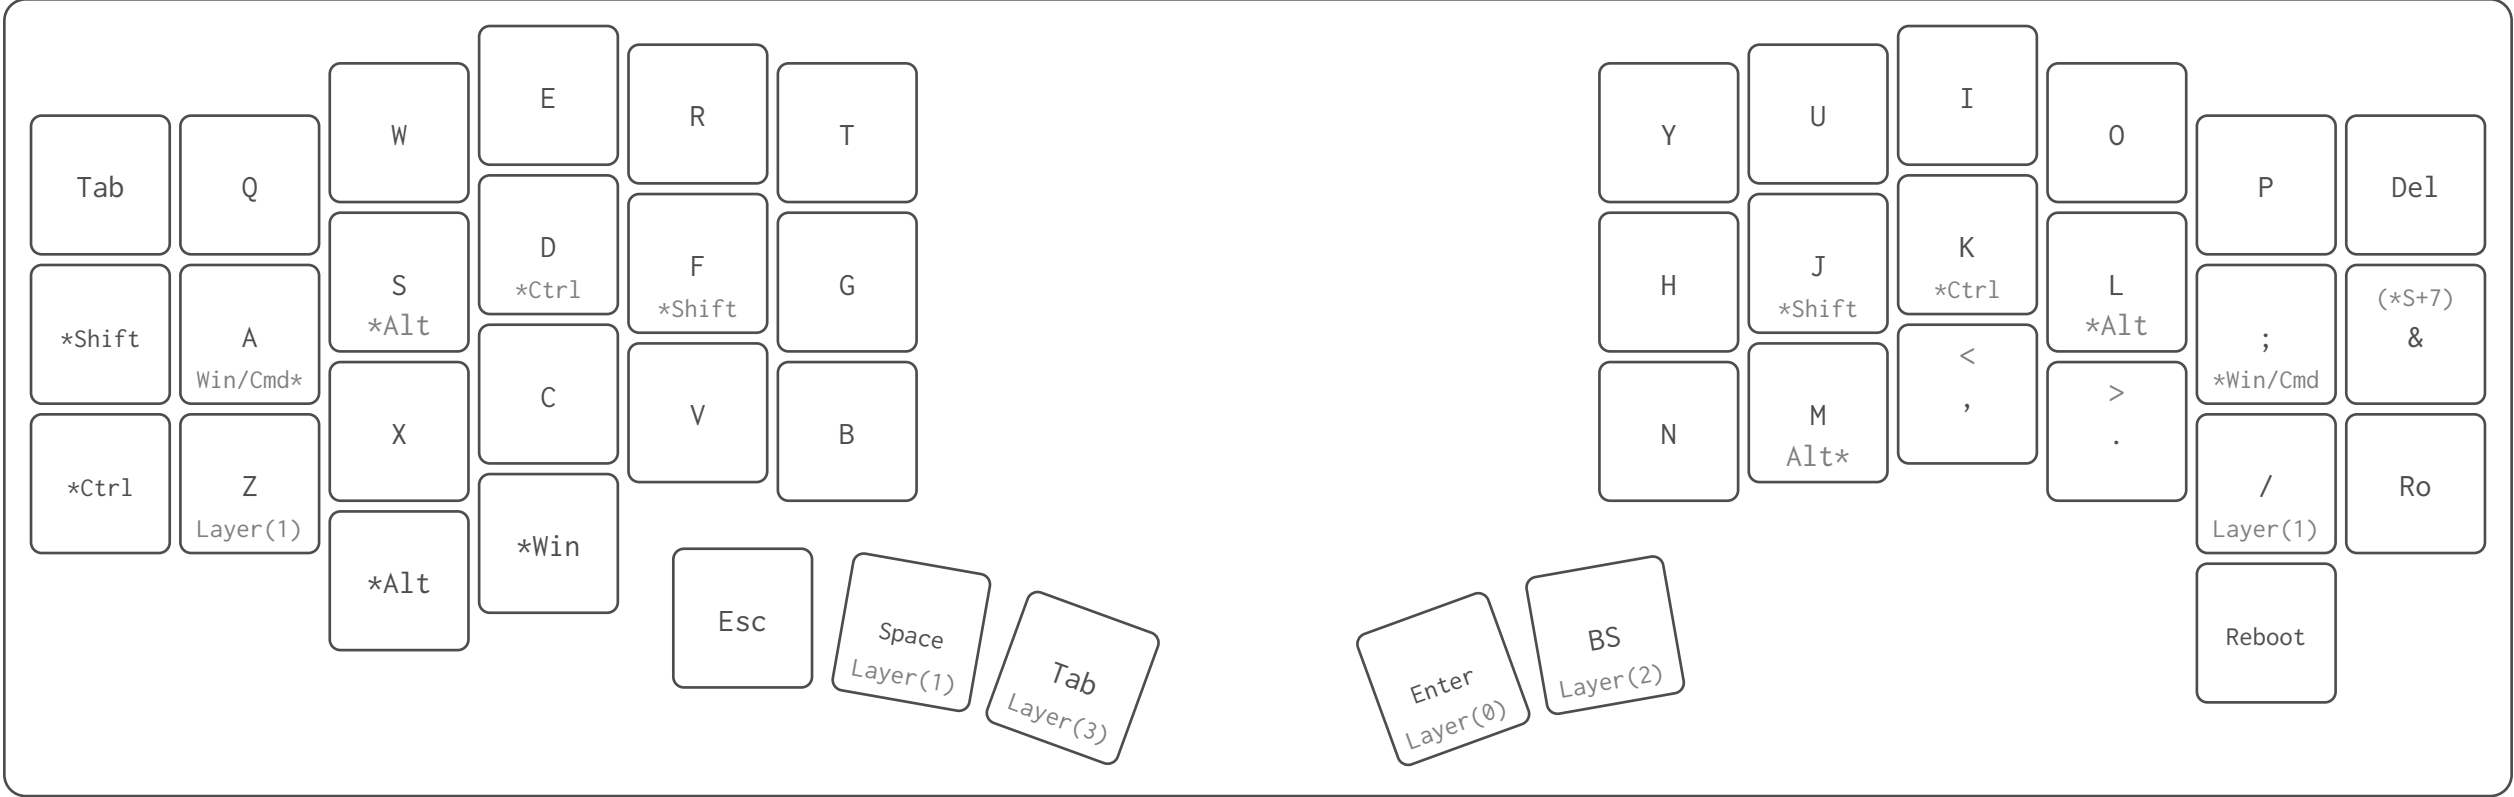 Tab
Q
W
E
R
T
Y
U
I
O
P
Del
*Shift
A
Win/Cmd*
S
*Alt
D
*Ctrl
F
*Shift
G
H
J
*Shift
K
*Ctrl
L
*Alt
;
*Win/Cmd
(*S+7)
&
*Ctrl
Z
Layer(1)
X
C
V
B
N
M
Alt*
<
,
>
.
/
Layer(1)
Ro
*Alt
*Win
Esc
Space
Layer(1)
Tab
Layer(3)
Enter
Layer(0)
BS
Layer(2)
Reboot